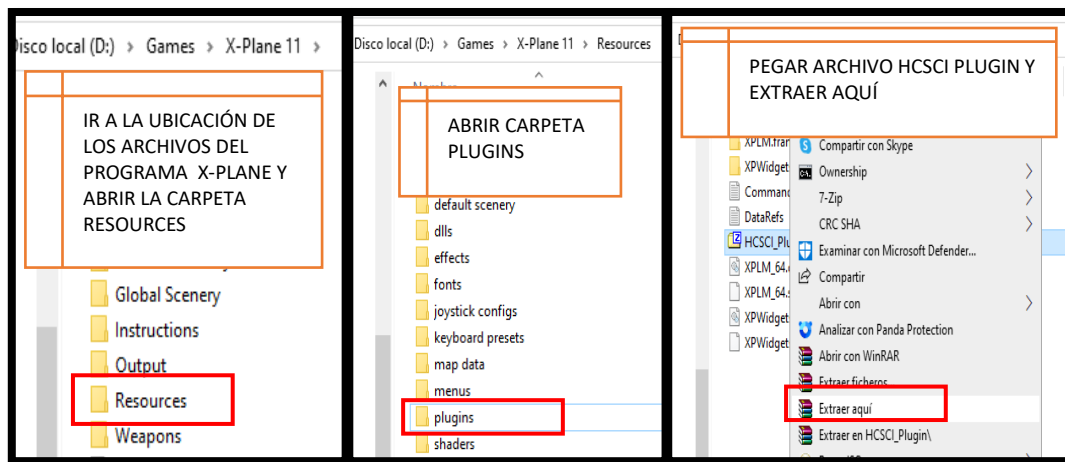 Disco local (D:) > Games > X-Plane 11 >
IR A LA UBICACIÓN DE
LOS ARCHIVOS DEL
PROGRAMA X-PLANE Y
ABRIR LA CARPETA
RESOURCES
Global Scenery
Instructions
Output
Resources
Weapons
Disco local (D:) > Games > X-Plane 11 > Resources
ABRIR CARPETA
PLUGINS
default scenery
dlls
effects
fonts
joystick configs
keyboard presets
map data
menus
plugins
shaders
PEGAR ARCHIVO HCSCI PLUGIN Y
EXTRAER AQUÍ
XPLM.fran
XPWidget
Command
DataRefs
HCSCI_Plu
XPLM_64.
XPLM_64.
XPWidget
XPWidget
Compartir con Skype
Ownership
7-Zip
CRC SHA
Examinar con Microsoft Defender...
Compartir
Abrir con
Analizar con Panda Protection
Abrir con WinRAR
Extraer ficheros
Extraer aquí
Extraer en HCSCI_Plugin\